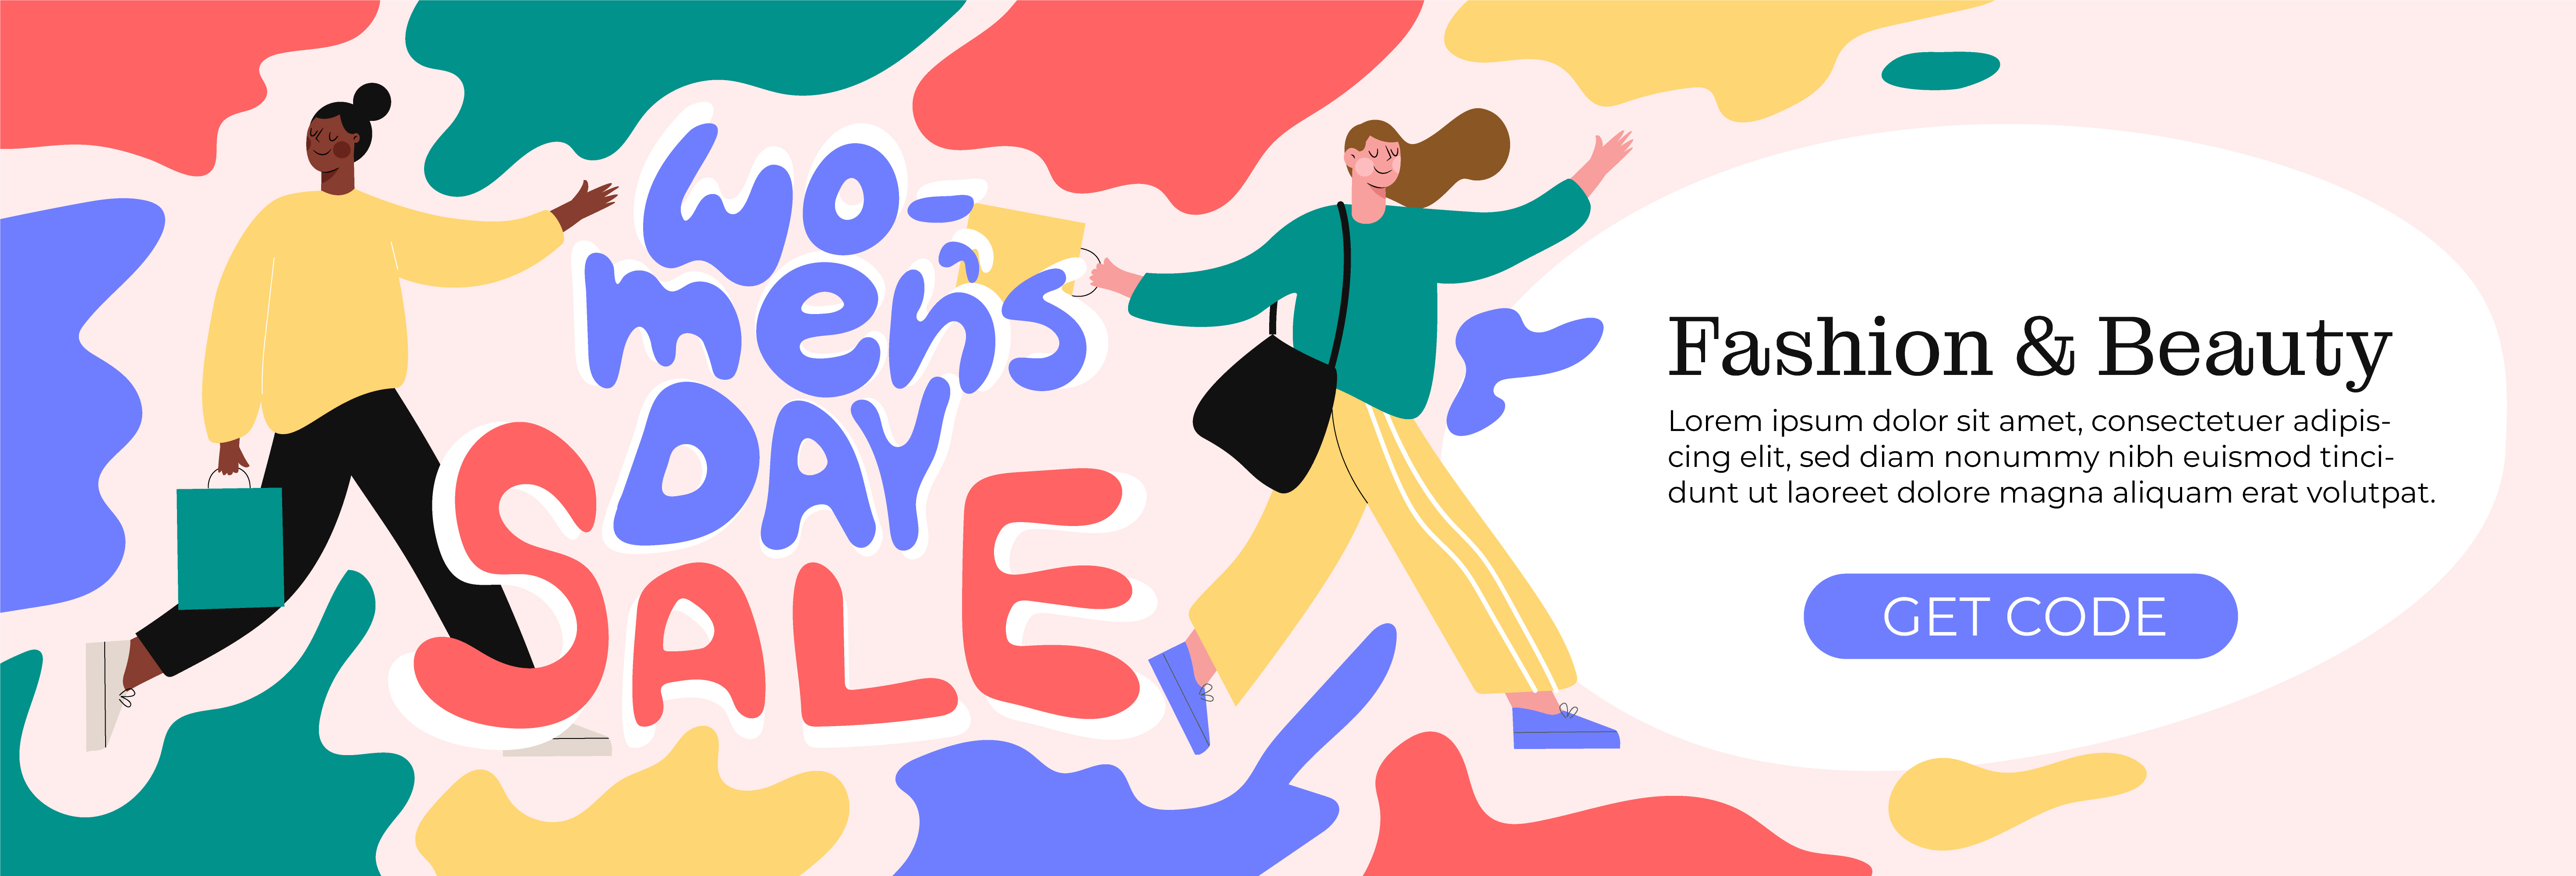 Wo-
men's
DAY
SALE
Fashion & Beauty
Lorem ipsum dolor sit amet, consectetuer adipis-
cing elit, sed diam nonummy nibh euismod tinci-
dunt ut laoreet dolore magna aliquam erat volutpat.
GET CODE